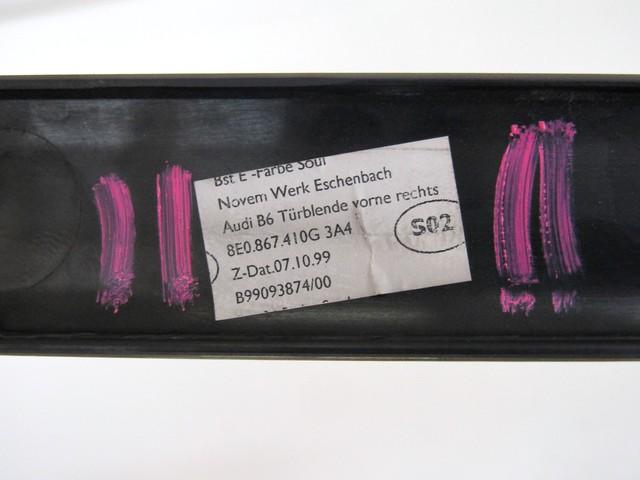 Bst E -Farbe Soul
Novem Werk Eschenbach
Audi B6 Türblende vorne rechts
8E0.867.410G 3A4
Z-Dat.07.10.99
B99093874/00
S02